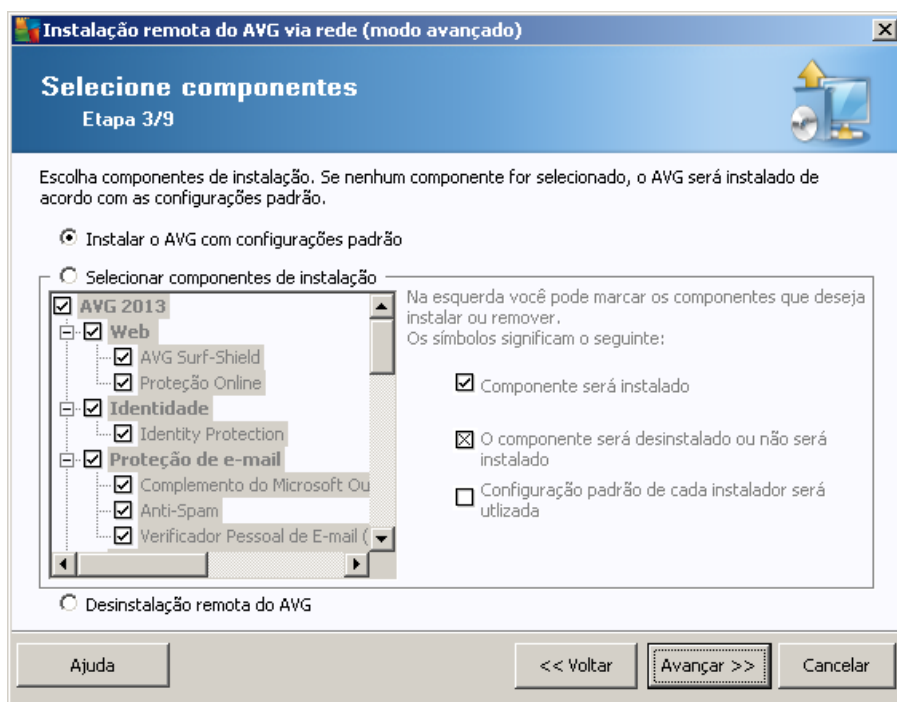 Instalação remota do AVG via rede (modo avançado)
Selecione componentes
Etapa 3/9
Escolha componentes de instalação. Se nenhum componente for selecionado, o AVG será instalado de
acordo com as configurações padrão.
Instalar o AVG com configurações padrão
Selecionar componentes de instalação
AVG 2013
Web
AVG Surf-Shield
Proteção Online
Identidade
Identity Protection
Proteção de e-mail
Complemento do Microsoft Ou
Anti-Spam
Verificador Pessoal de E-mail (
Na esquerda você pode marcar os componentes que deseja
instalar ou remover.
Os símbolos significam o seguinte:
Componente será instalado
O componente será desinstalado ou não será
instalado
Configuração padrão de cada instalador será
utlizada
Desinstalação remota do AVG
Ajuda
<< Voltar
Avançar >>
Cancelar